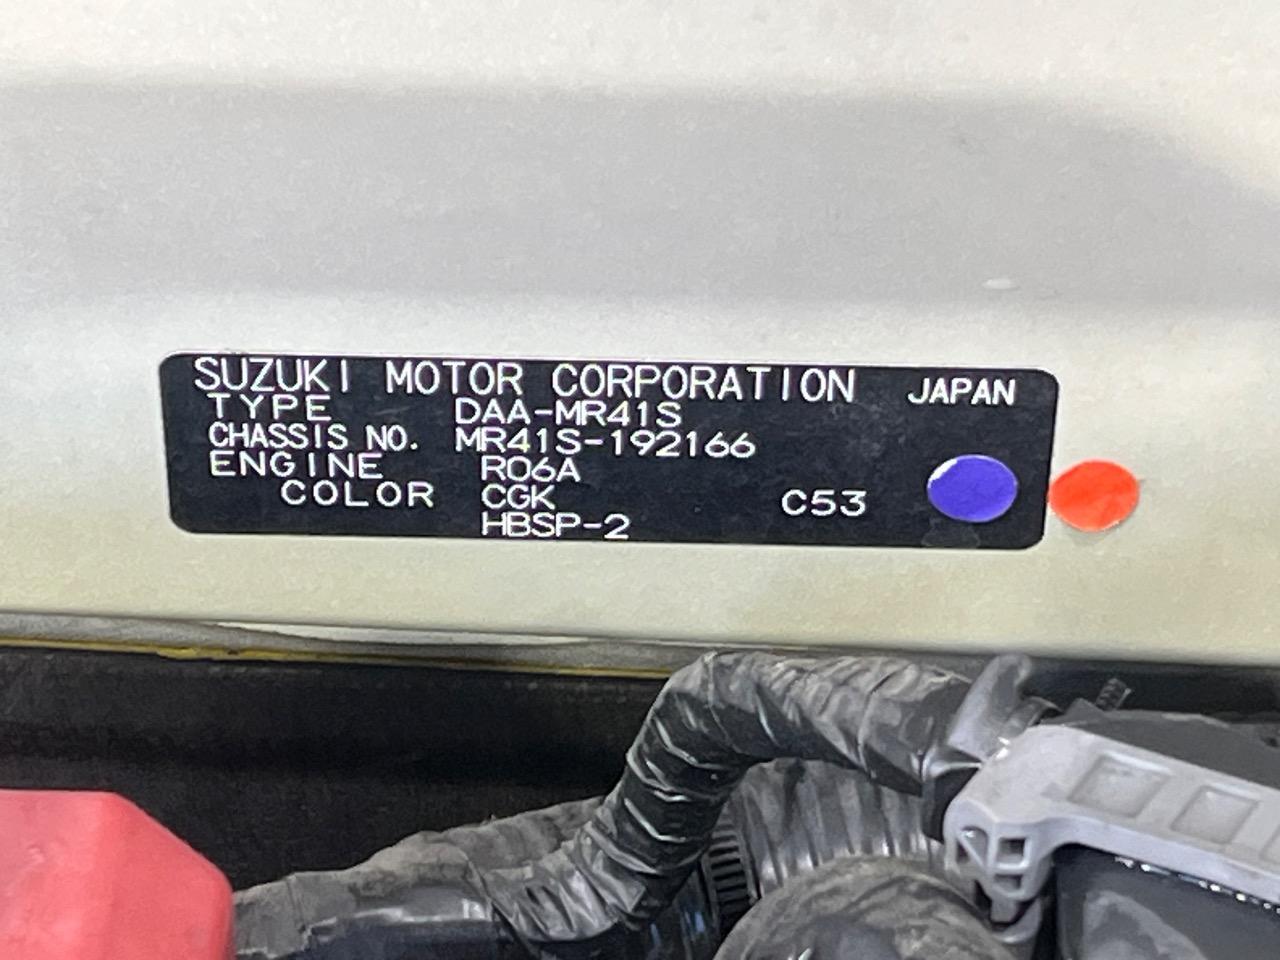 SUZUKI MOTOR CORPORATION JAPAN
TYPE DAA-MR41S
CHASSIS NO. MR41S-192166
ENGINE R06A
COLOR CGK C53
HBSP-2